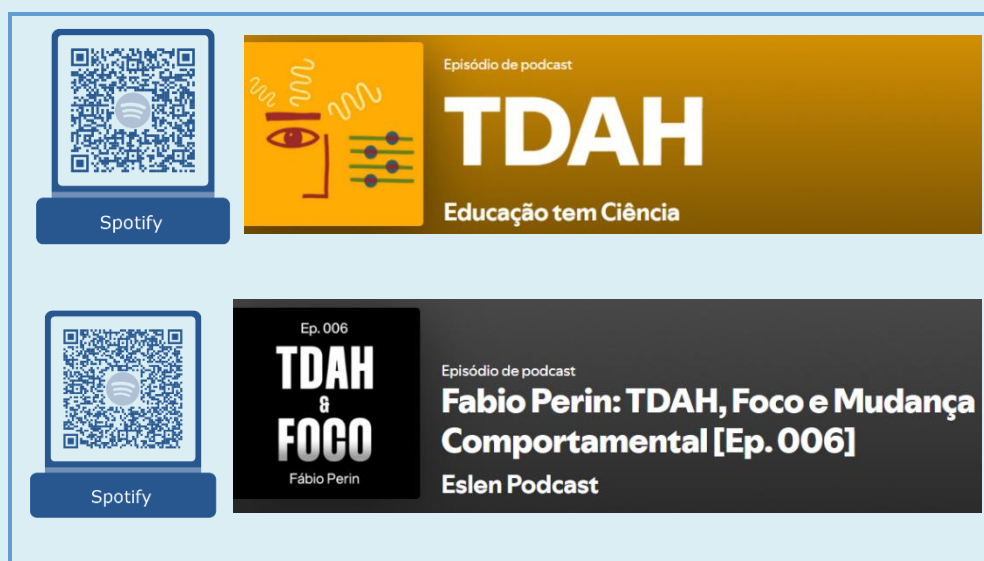 Spotify
Episódio de podcast
TDAH
Educação tem Ciência
Spotify
Ep. 006
TDAH
&
FOCO
Fábio Perin
Episódio de podcast
Fabio Perin: TDAH, Foco e Mudança
Comportamental [Ep. 006]
Eslen Podcast